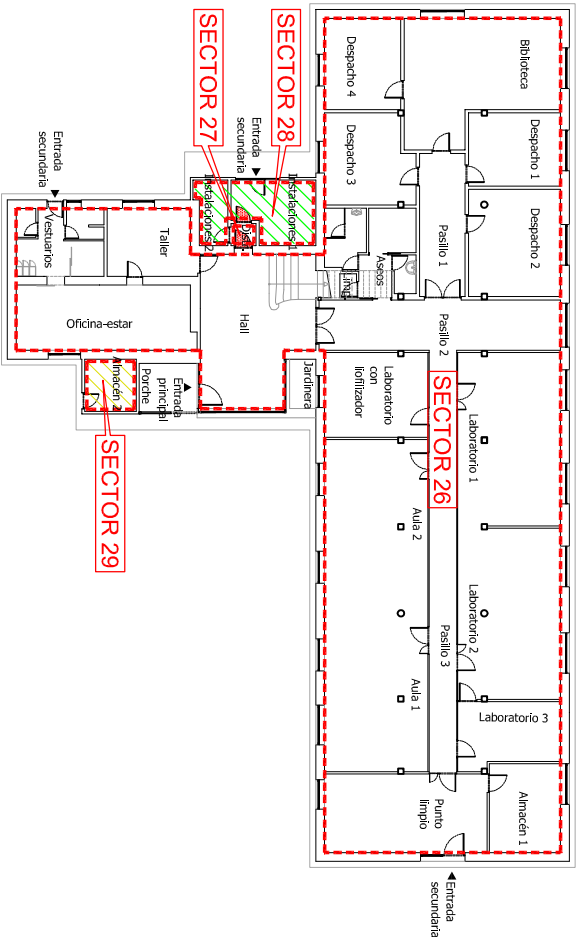 SECTOR 27
SECTOR 28
Despacho 4
Biblioteca
Entrada
secundaria
Entrada
secundaria
Despacho 3
Despacho 1
Instalaciones 2
Instalaciones 1
Dist.
Vestuarios
Taller
Pasillo 1
Despacho 2
Aseos
Limp.
Oficina-estar
Hall
Pasillo 2
Almacén 2
Porche
Entrada
principal
Jardinera
Laboratorio
con
liofilizador
SECTOR 26
Laboratorio 1
SECTOR 29
Aula 2
Laboratorio 2
Pasillo 3
Aula 1
Laboratorio 3
Punto
limpio
Almacén 1
Entrada
secundaria